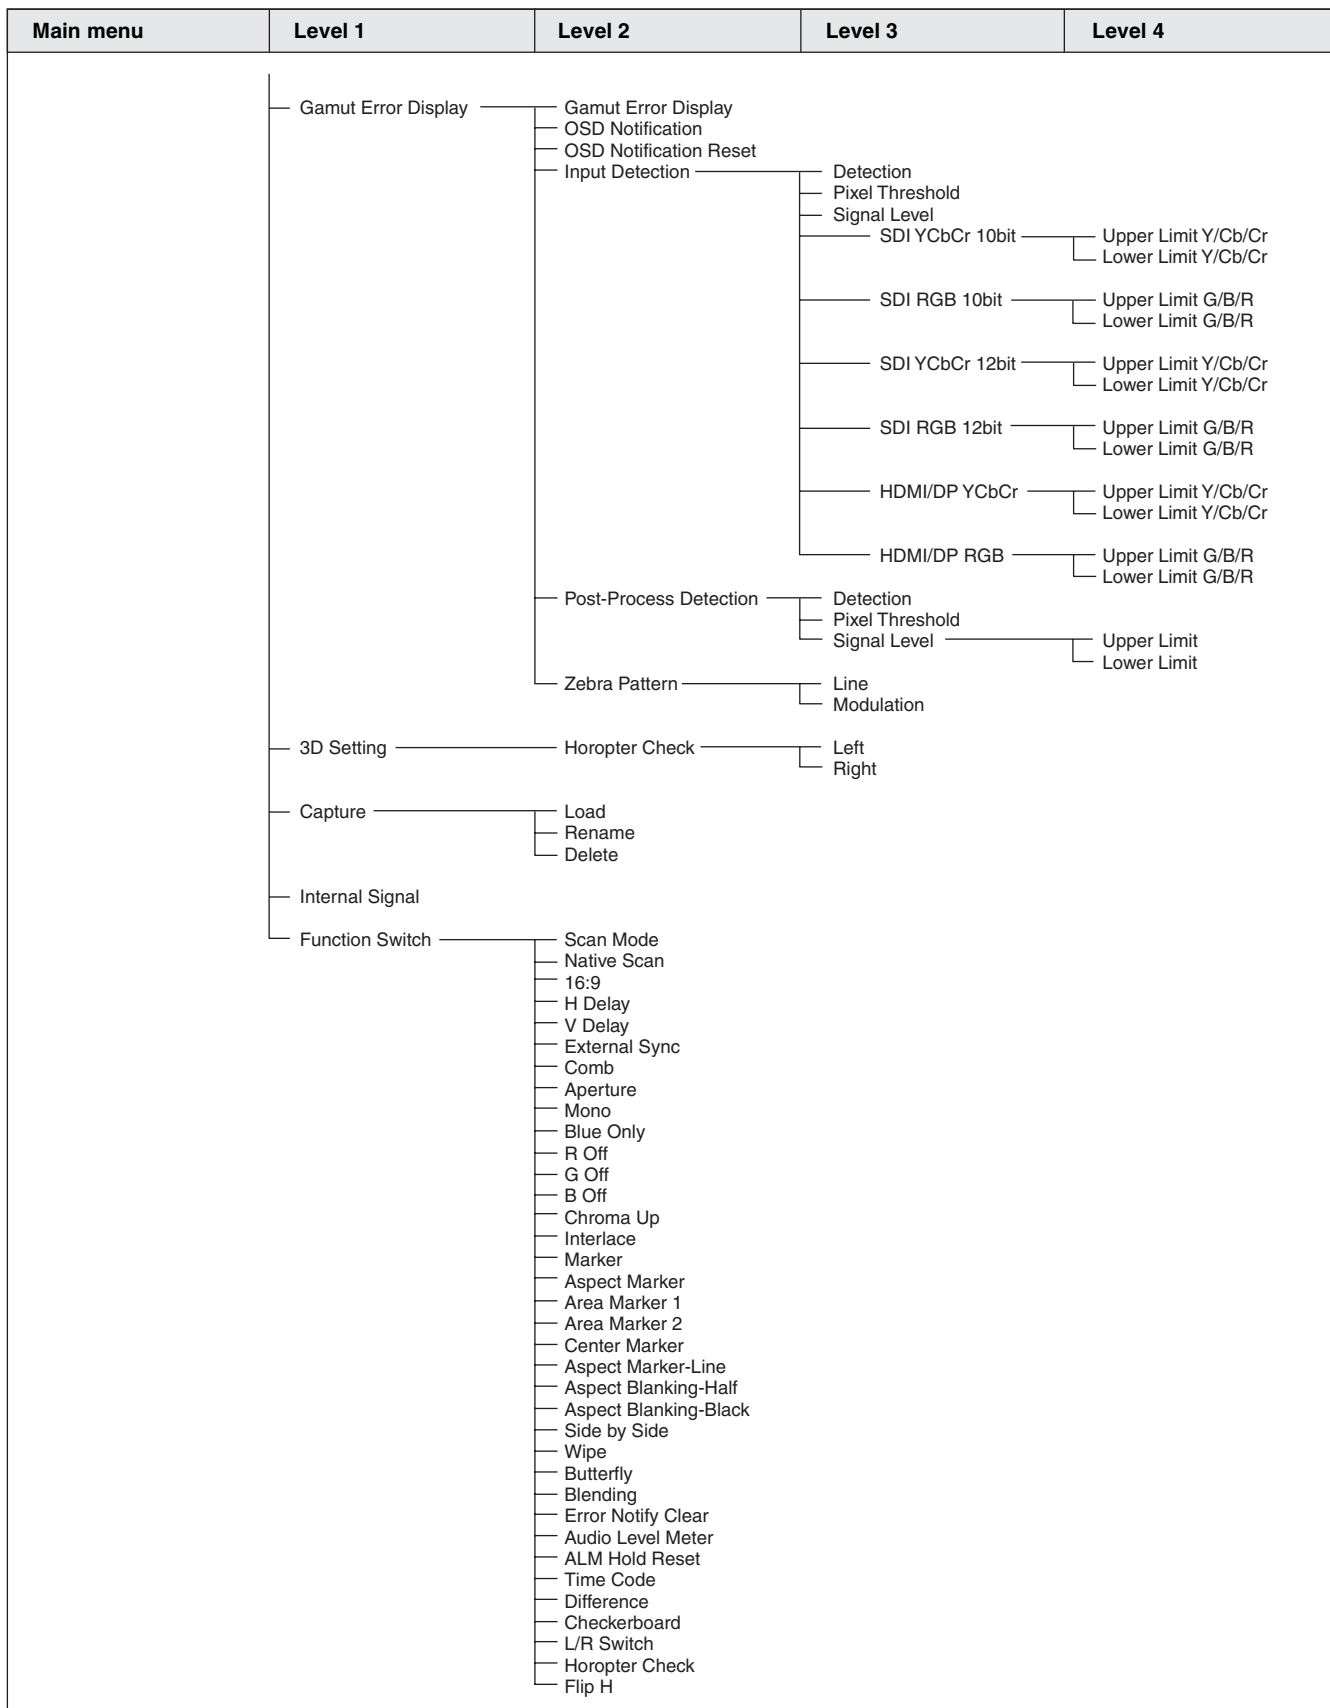 Main menu Level 1 Level 2 Level 3 Level 4
Gamut Error Display Gamut Error Display
OSD Notification
OSD Notification Reset
Input Detection Detection
Pixel Threshold
Signal Level
SDI YCbCr 10bit Upper Limit Y/Cb/Cr
Lower Limit Y/Cb/Cr
SDI RGB 10bit Upper Limit G/B/R
Lower Limit G/B/R
SDI YCbCr 12bit Upper Limit Y/Cb/Cr
Lower Limit Y/Cb/Cr
SDI RGB 12bit Upper Limit G/B/R
Lower Limit G/B/R
HDMI/DP YCbCr Upper Limit Y/Cb/Cr
Lower Limit Y/Cb/Cr
HDMI/DP RGB Upper Limit G/B/R
Lower Limit G/B/R
Post-Process Detection Detection
Pixel Threshold
Signal Level Upper Limit
Lower Limit
Zebra Pattern Line
Modulation
3D Setting Horopter Check Left
Right
Capture Load
Rename
Delete
Internal Signal
Function Switch Scan Mode
Native Scan
16:9
H Delay
V Delay
External Sync
Comb
Aperture
Mono
Blue Only
R Off
G Off
B Off
Chroma Up
Interlace
Marker
Aspect Marker
Area Marker 1
Area Marker 2
Center Marker
Aspect Marker-Line
Aspect Blanking-Half
Aspect Blanking-Black
Side by Side
Wipe
Butterfly
Blending
Error Notify Clear
Audio Level Meter
ALM Hold Reset
Time Code
Difference
Checkerboard
L/R Switch
Horopter Check
Flip H